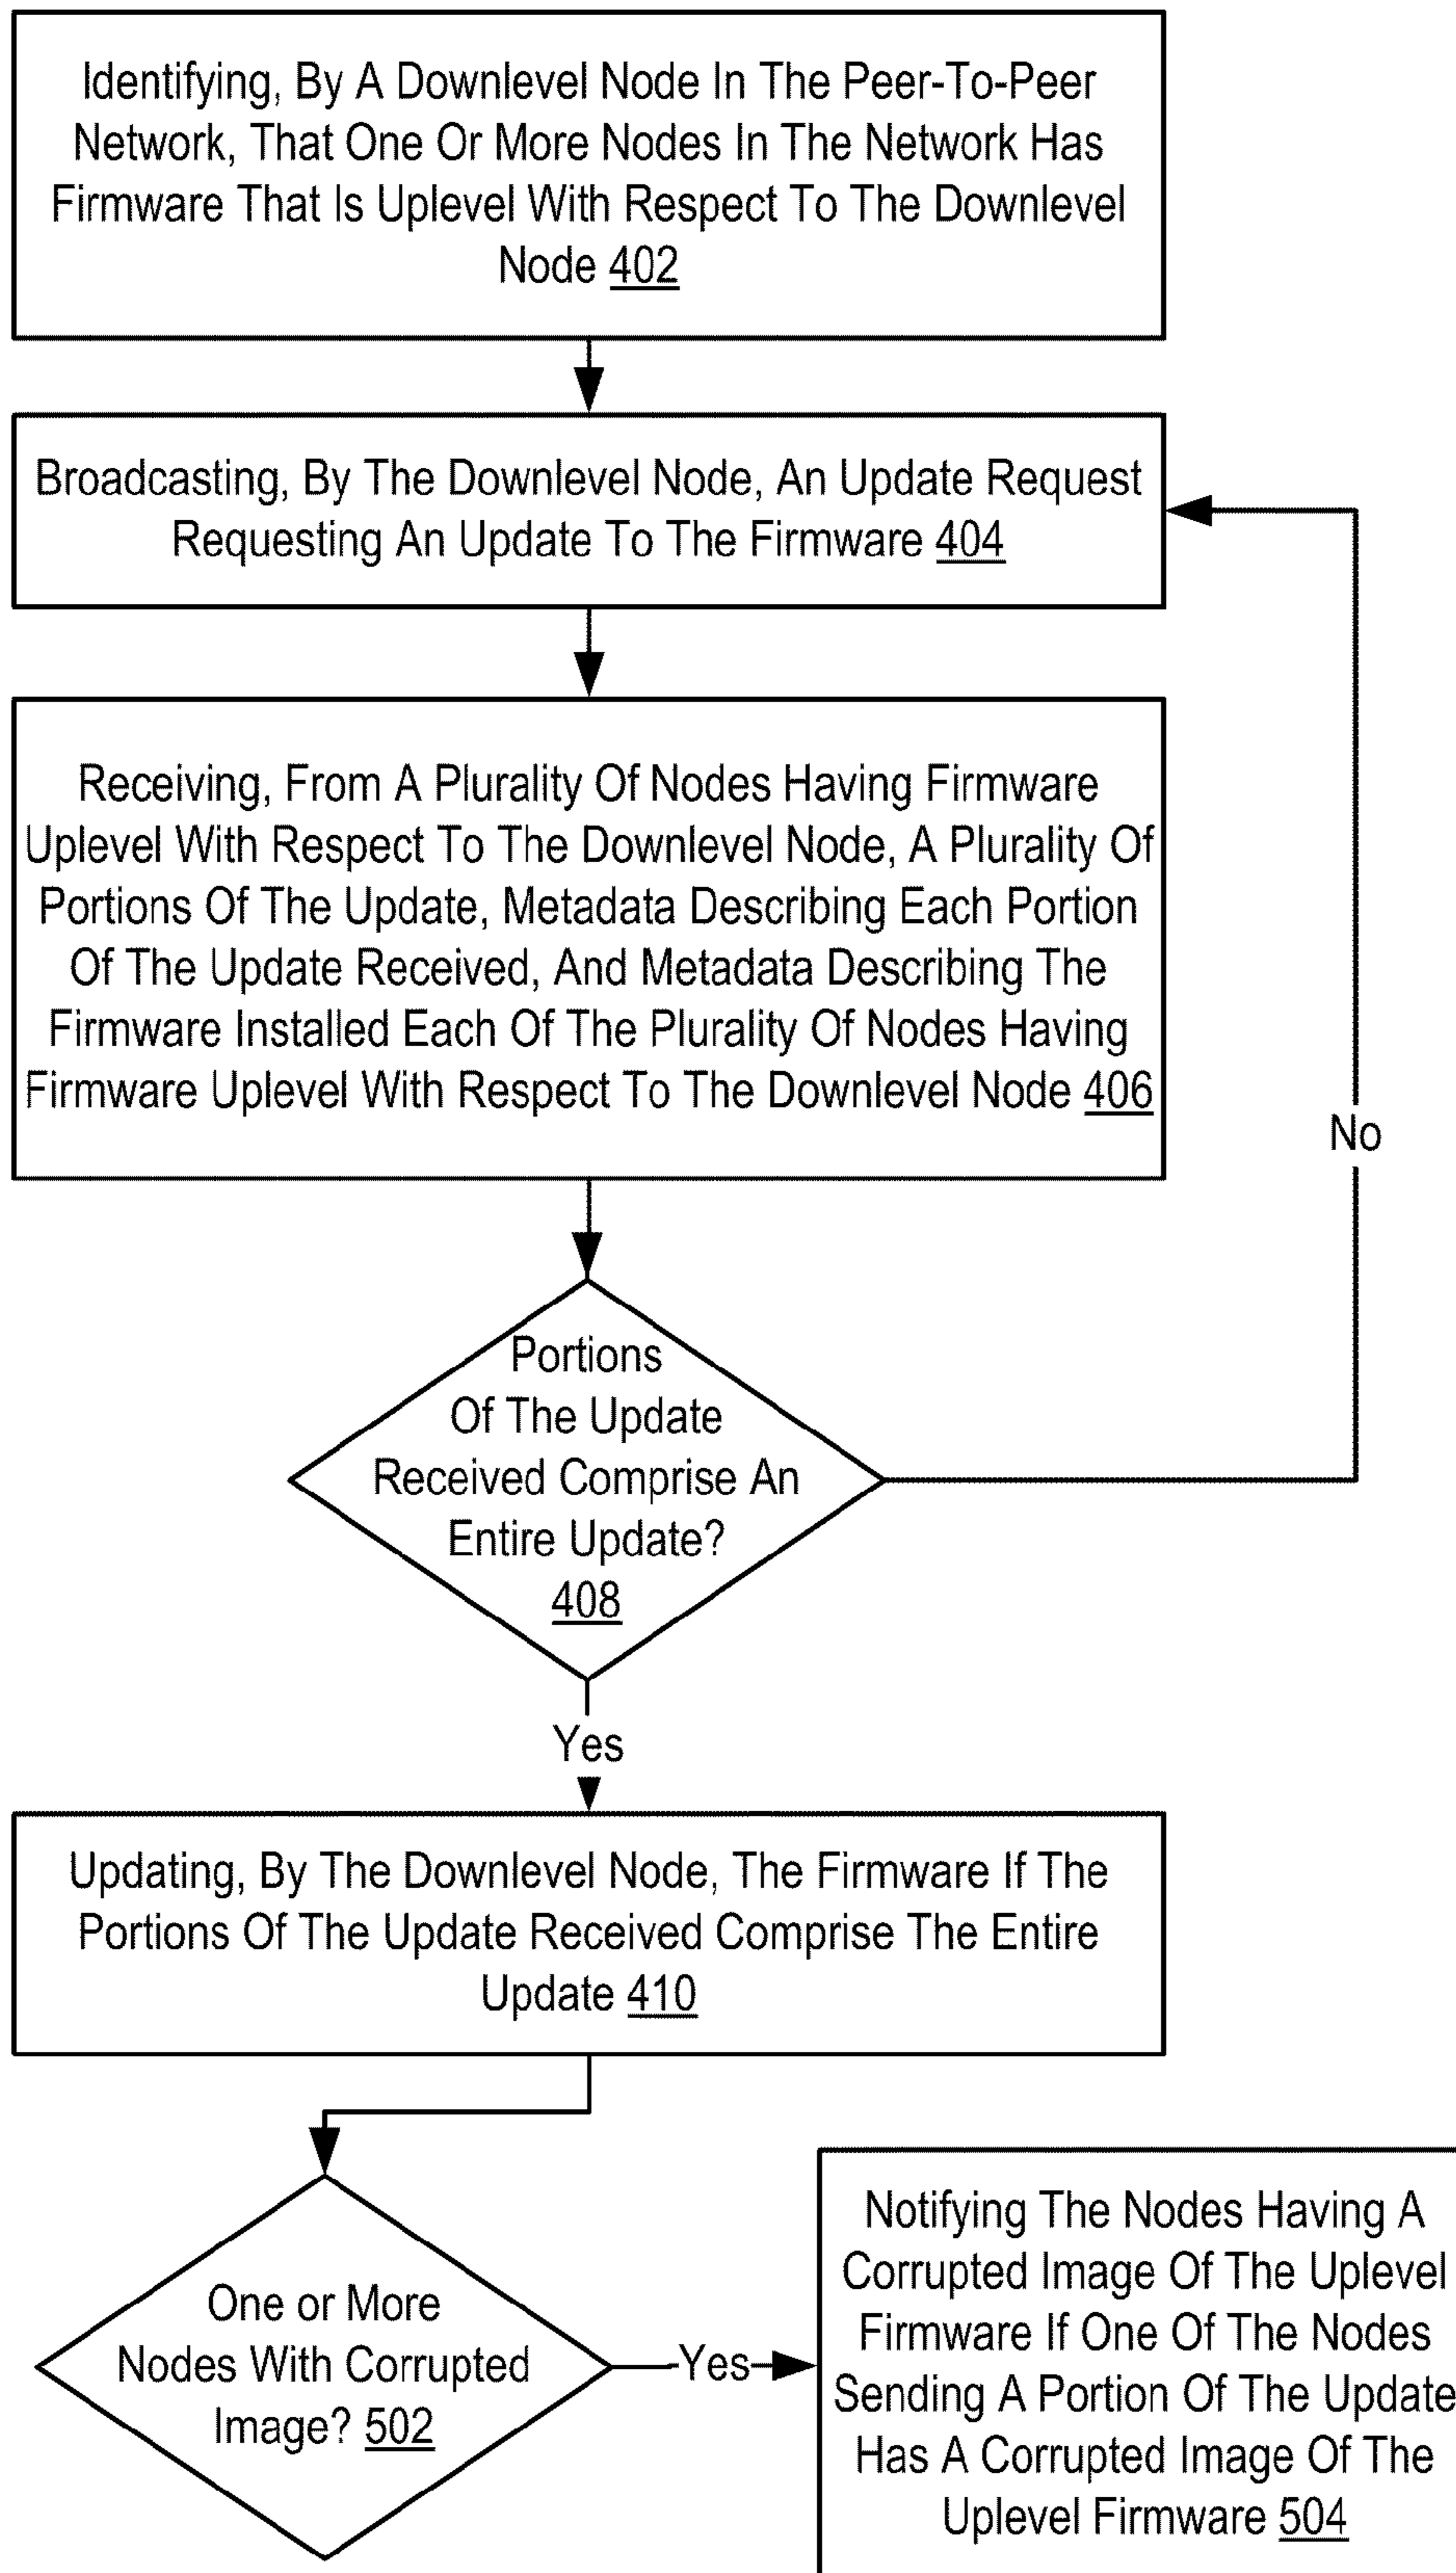 Identifying, By A Downlevel Node In The Peer-To-Peer
Network, That One Or More Nodes In The Network Has
Firmware That Is Uplevel With Respect To The Downlevel
Node 402
Broadcasting, By The Downlevel Node, An Update Request
Requesting An Update To The Firmware 404
Receiving, From A Plurality Of Nodes Having Firmware
Uplevel With Respect To The Downlevel Node, A Plurality Of
Portions Of The Update, Metadata Describing Each Portion
Of The Update Received, And Metadata Describing The
Firmware Installed Each Of The Plurality Of Nodes Having
Firmware Uplevel With Respect To The Downlevel Node 406
No
Portions
Of The Update
Received Comprise An
Entire Update?
408
Yes
Updating, By The Downlevel Node, The Firmware If The
Portions Of The Update Received Comprise The Entire
Update 410
One or More
Nodes With Corrupted
Image? 502
Yes
Notifying The Nodes Having A
Corrupted Image Of The Uplevel
Firmware If One Of The Nodes
Sending A Portion Of The Update
Has A Corrupted Image Of The
Uplevel Firmware 504